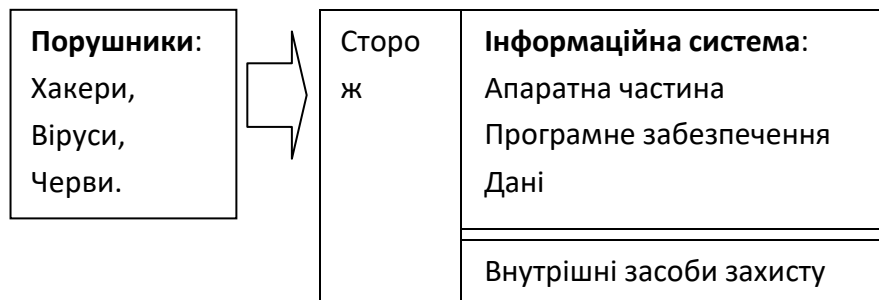 Порушники:
Хакери,
Віруси,
Черви.
Сторо
ж
Інформаційна система:
Апаратна частина
Програмне забезпечення
Дані
Внутрішні засоби захисту